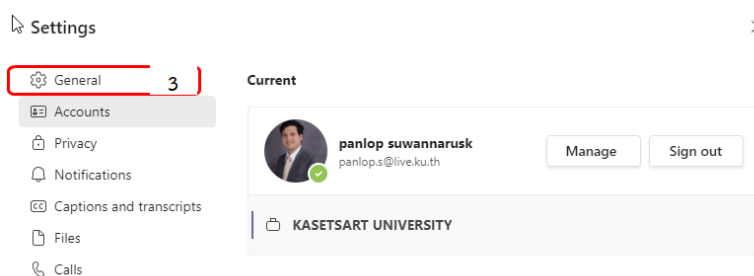 Settings
General 3
Accounts
Privacy
Notifications
CC Captions and transcripts
Files
Calls
Current
panlop suwannarusk
panlop.s@live.ku.th
Manage
Sign out
KASETSART UNIVERSITY